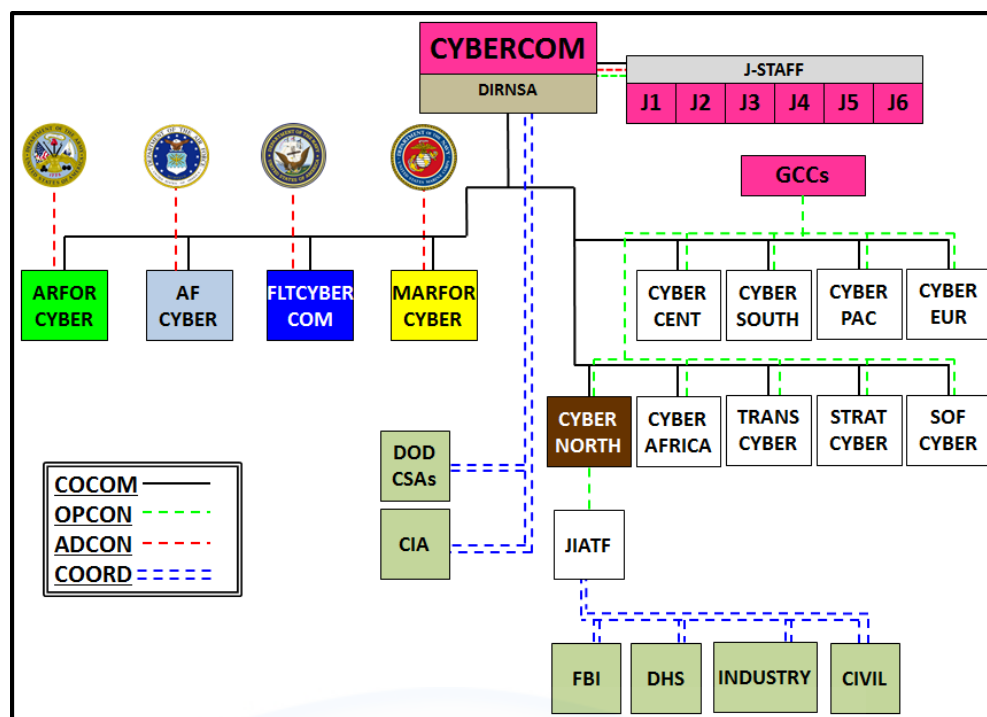 CYBERCOM
DIRNSA
J-STAFF
J1 J2 J3 J4 J5 J6
GCCs
ARFOR
CYBER
AF
CYBER
FLTCYBER
COM
MARFOR
CYBER
CYBER
CENT
CYBER
SOUTH
CYBER
PAC
CYBER
EUR
CYBER
NORTH
CYBER
AFRICA
TRANS
CYBER
STRAT
CYBER
SOF
CYBER
DOD
CSAs
CIA
JIATF
COCOM
OPCON
ADCON
COORD
FBI
DHS
INDUSTRY
CIVIL